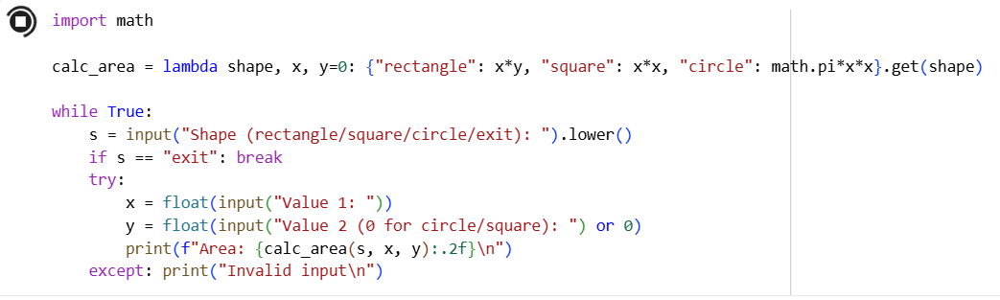 import math
calc_area = lambda shape, x, y=0: {"rectangle": x*y, "square": x*x, "circle": math.pi*x*x}.get(shape)
while True:
    s = input("Shape (rectangle/square/circle/exit): ").lower()
    if s == "exit": break
    try:
        x = float(input("Value 1: "))
        y = float(input("Value 2 (0 for circle/square): ") or 0)
        print(f"Area: {calc_area(s, x, y):.2f}\n")
    except: print("Invalid input\n")